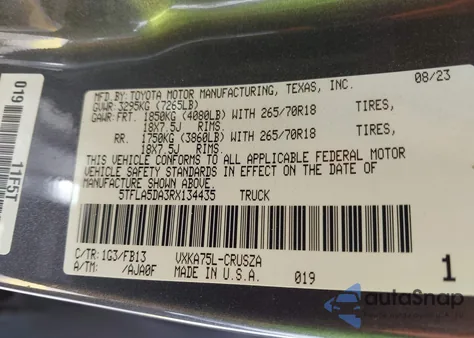 MFD.BY:TOYOTA MOTOR MANUFACTURING, TEXAS, INC. 08/23
GVWR:3295KG (7265LB)
GAWR:FRT. 1850KG (4080LB) WITH 265/70R18 TIRES,
18X7.5J RIMS.
RR. 1750KG (3860LB) WITH 265/70R18 TIRES,
18X7.5J RIMS.
THIS VEHICLE CONFORMS TO ALL APPLICABLE FEDERAL MOTOR
VEHICLE SAFETY STANDARDS IN EFFECT ON THE DATE OF
MANUFACTURE SHOWN ABOVE.
5TFLA5DA3RX134435 TRUCK
C/TR:1G3/FB13 VXKA75L-CRUSZA
A/TM: /AJA0F MADE IN U.S.A. 019 1
019 11F5T
autoSnap